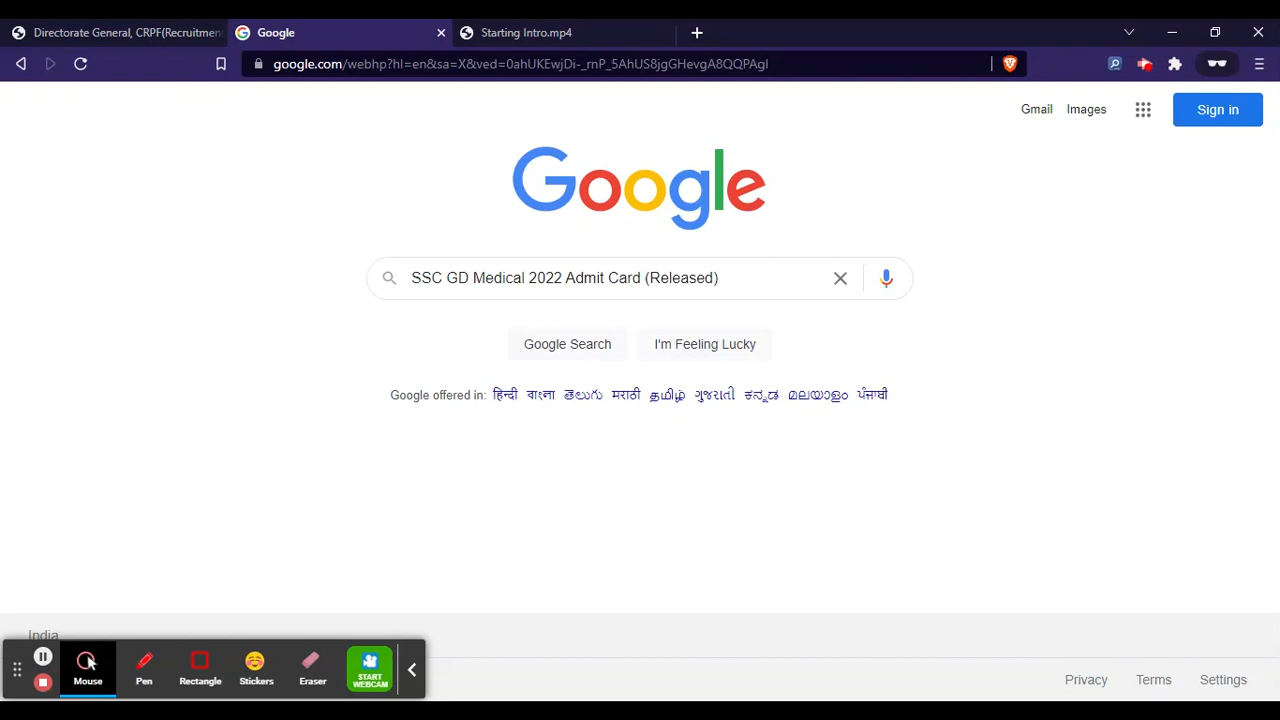 Directorate General, CRPF(Recruitmen
Google
Starting Intro.mp4
google.com/webhp?hl=en&sa=X&ved=0ahUKEwjDi-_rnP_5AhUS8jgGHevgA8QQPAgI
Gmail
Images
Sign in
Google
SSC GD Medical 2022 Admit Card (Released)
Google Search
I'm Feeling Lucky
Google offered in: हिन्दी বাংলা తెలుగు मराठी தமிழ் ગુજરાતી ಕನ್ನಡ മലയാളം ਪੰਜਾਬੀ
India
Mouse
Pen
Rectangle
Stickers
Eraser
START
WEBCAM
Privacy
Terms
Settings